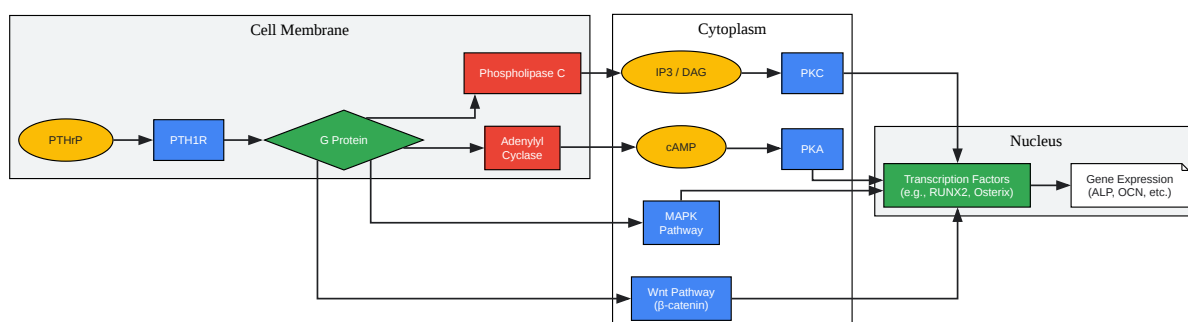 Cell Membrane
PTHrP
PTH1R
G Protein
Phospholipase C
Adenylyl
Cyclase
Cytoplasm
IP3 / DAG
PKC
cAMP
PKA
MAPK
Pathway
Wnt Pathway
(β-catenin)
Nucleus
Transcription Factors
(e.g., RUNX2, Osterix)
Gene Expression
(ALP, OCN, etc.)